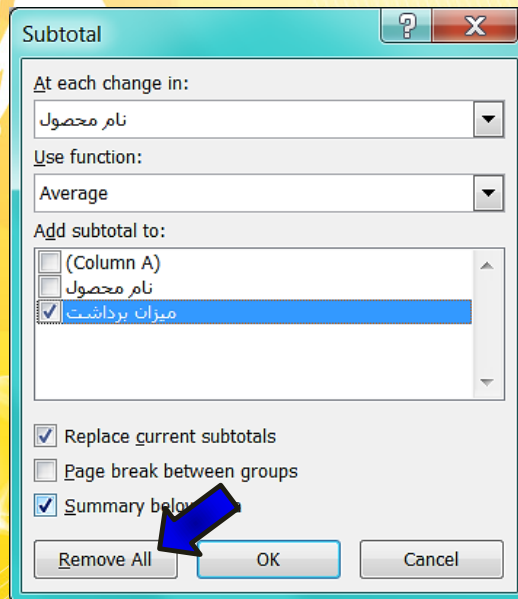 Subtotal
At each change in:
نام محصول
Use function:
Average
Add subtotal to:
(Column A)
نام محصول
میزان برداشت
Replace current subtotals
Page break between groups
Summary below
Remove All
OK
Cancel